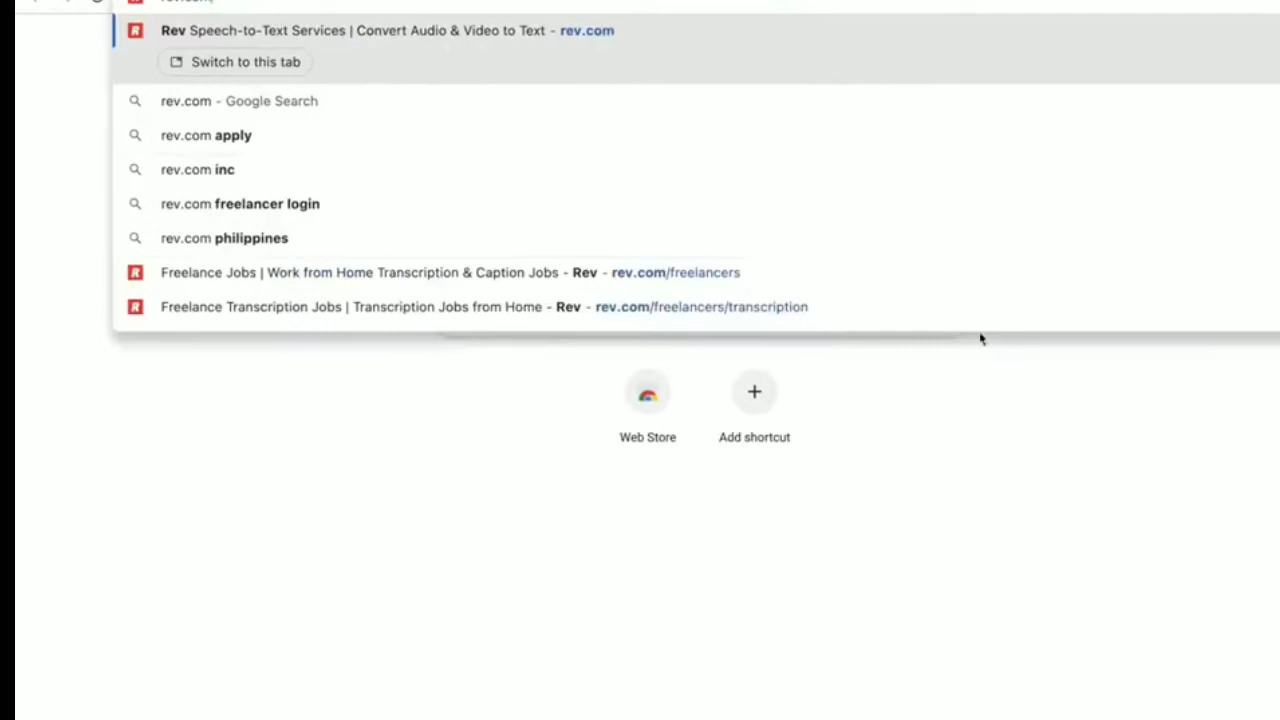 Rev Speech-to-Text Services | Convert Audio & Video to Text - rev.com
Switch to this tab
rev.com - Google Search
rev.com apply
rev.com inc
rev.com freelancer login
rev.com philippines
Freelance Jobs | Work from Home Transcription & Caption Jobs - Rev - rev.com/freelancers
Freelance Transcription Jobs | Transcription Jobs from Home - Rev - rev.com/freelancers/transcription
Web Store
Add shortcut